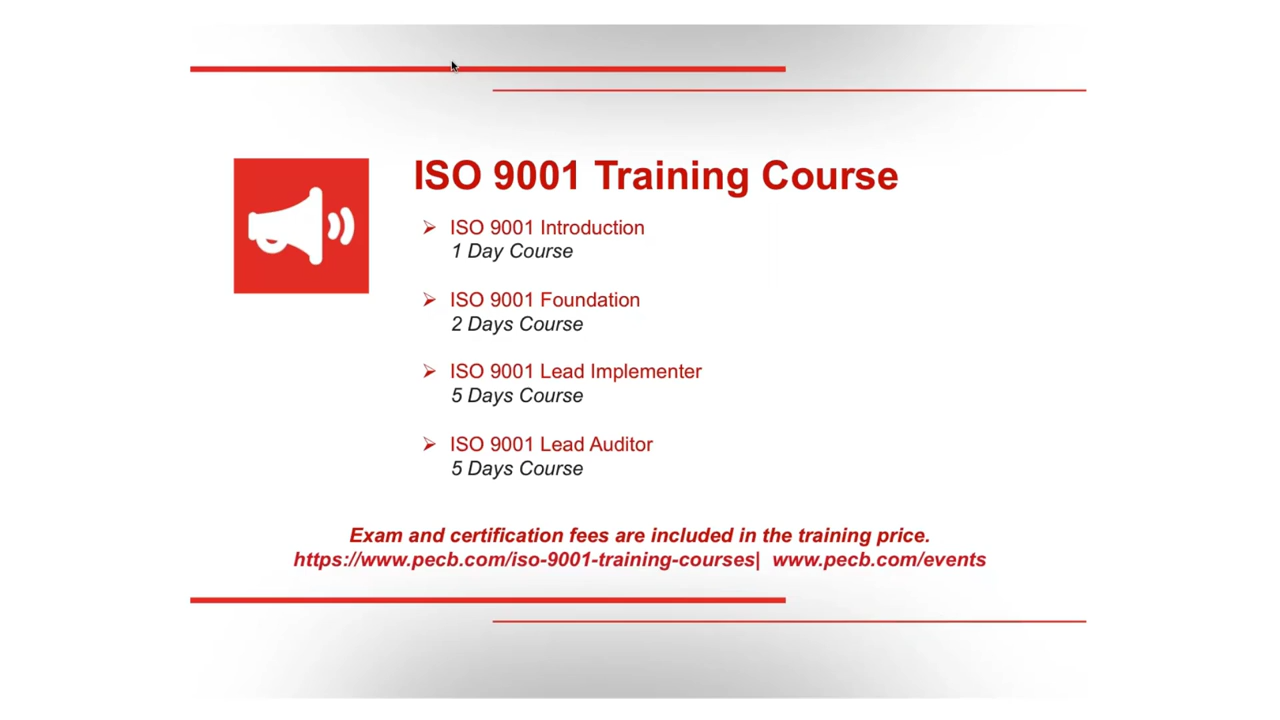 ISO 9001 Training Course
ISO 9001 Introduction
1 Day Course
ISO 9001 Foundation
2 Days Course
ISO 9001 Lead Implementer
5 Days Course
ISO 9001 Lead Auditor
5 Days Course
Exam and certification fees are included in the training price.
https://www.pecb.com/iso-9001-training-courses| www.pecb.com/events